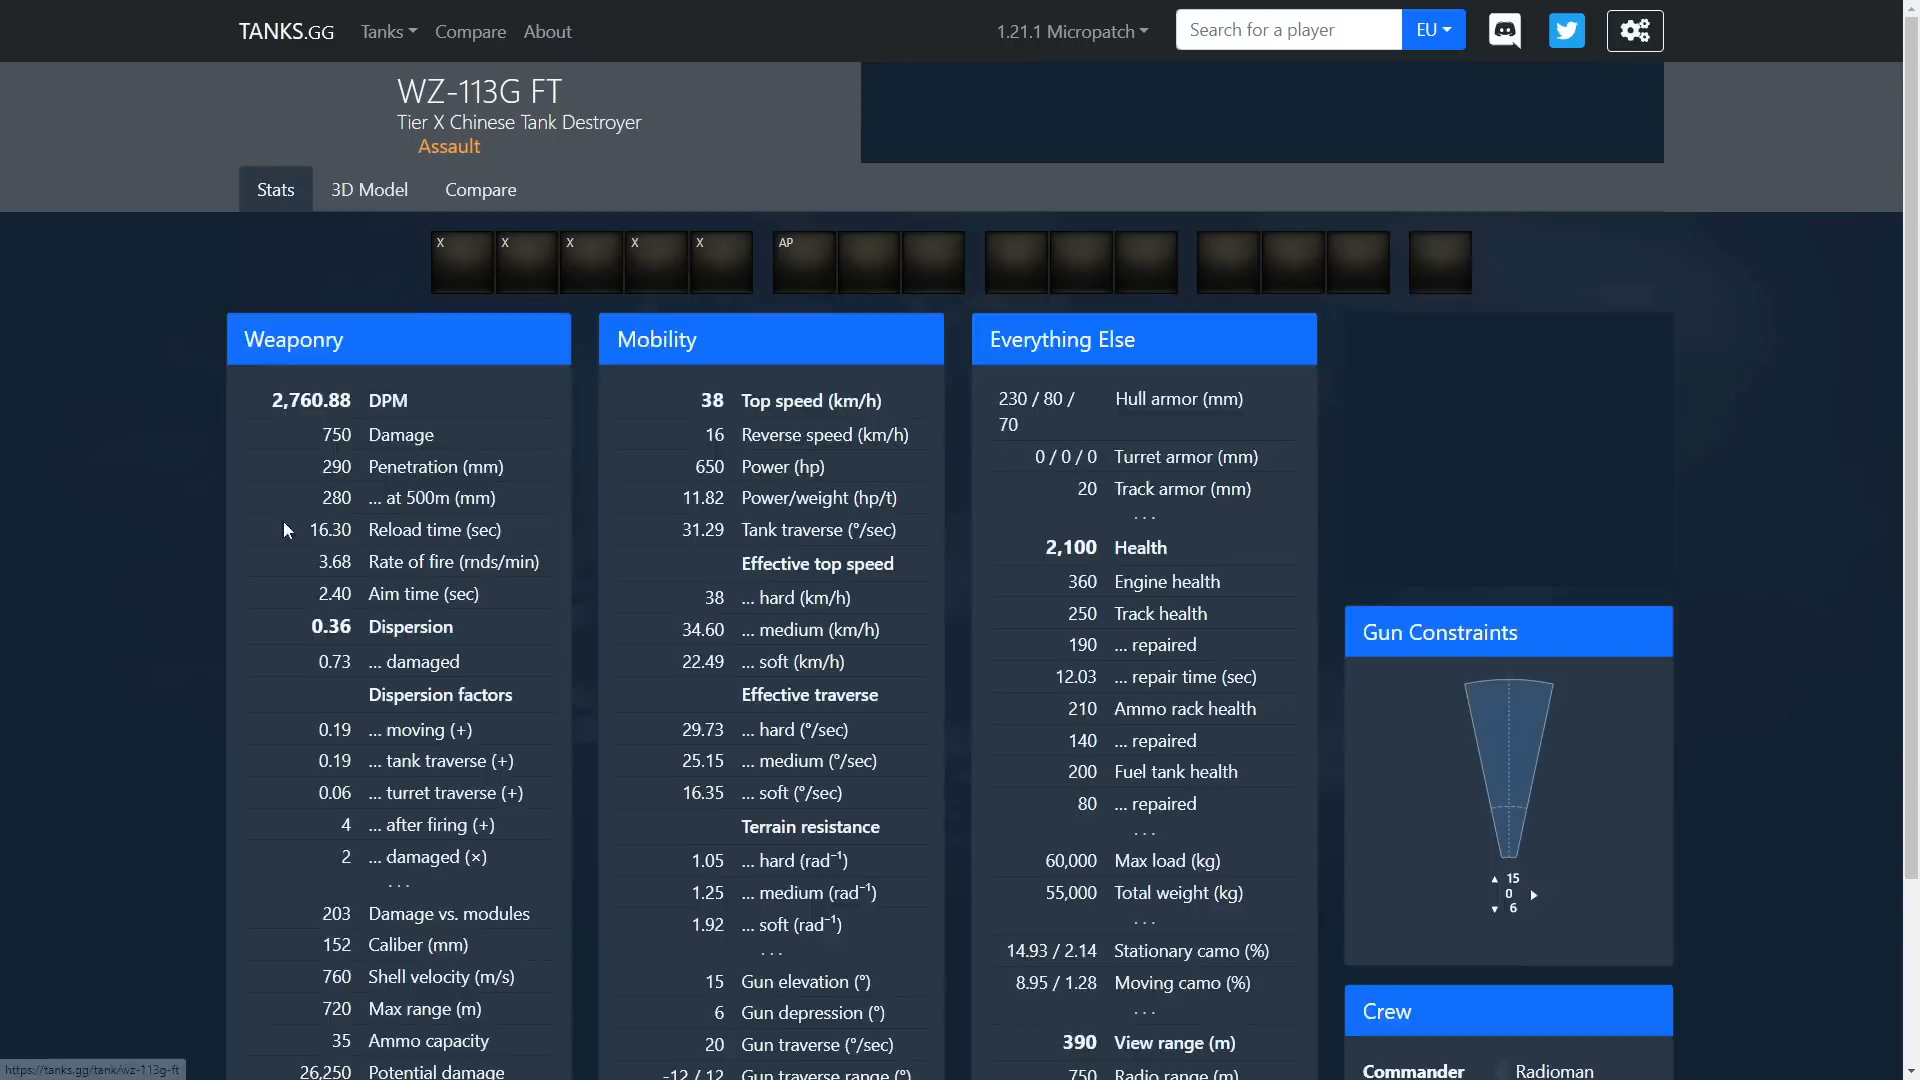 TANKS.GG
Tanks
Compare
About
1.21.1 Micropatch
Search for a player
EU
WZ-113G FT
Tier X Chinese Tank Destroyer
Assault
Stats
3D Model
Compare
X
X
X
X
X
AP
Weaponry
2,760.88 DPM
750 Damage
290 Penetration (mm)
280 ... at 500m (mm)
16.30 Reload time (sec)
3.68 Rate of fire (rnds/min)
2.40 Aim time (sec)
0.36 Dispersion
0.73 ... damaged
Dispersion factors
0.19 ... moving (+)
0.19 ... tank traverse (+)
0.06 ... turret traverse (+)
4 ... after firing (+)
2 ... damaged (×)
...
203 Damage vs. modules
152 Caliber (mm)
760 Shell velocity (m/s)
720 Max range (m)
35 Ammo capacity
26,250 Potential damage
Mobility
38 Top speed (km/h)
16 Reverse speed (km/h)
650 Power (hp)
11.82 Power/weight (hp/t)
31.29 Tank traverse (°/sec)
Effective top speed
38 ... hard (km/h)
34.60 ... medium (km/h)
22.49 ... soft (km/h)
Effective traverse
29.73 ... hard (°/sec)
25.15 ... medium (°/sec)
16.35 ... soft (°/sec)
Terrain resistance
1.05 ... hard (rad⁻¹)
1.25 ... medium (rad⁻¹)
1.92 ... soft (rad⁻¹)
...
15 Gun elevation (°)
6 Gun depression (°)
20 Gun traverse (°/sec)
-12 / 12 Gun traverse range (°)
Everything Else
230 / 80 / Hull armor (mm)
70
0 / 0 / 0 Turret armor (mm)
20 Track armor (mm)
...
2,100 Health
360 Engine health
250 Track health
190 ... repaired
12.03 ... repair time (sec)
210 Ammo rack health
140 ... repaired
200 Fuel tank health
80 ... repaired
...
60,000 Max load (kg)
55,000 Total weight (kg)
...
14.93 / 2.14 Stationary camo (%)
8.95 / 1.28 Moving camo (%)
...
390 View range (m)
750 Radio range (m)
Gun Constraints
▲ 15
0 ▶
▼ 6
Crew
Commander Radioman
https://tanks.gg/tank/wz-113g-ft